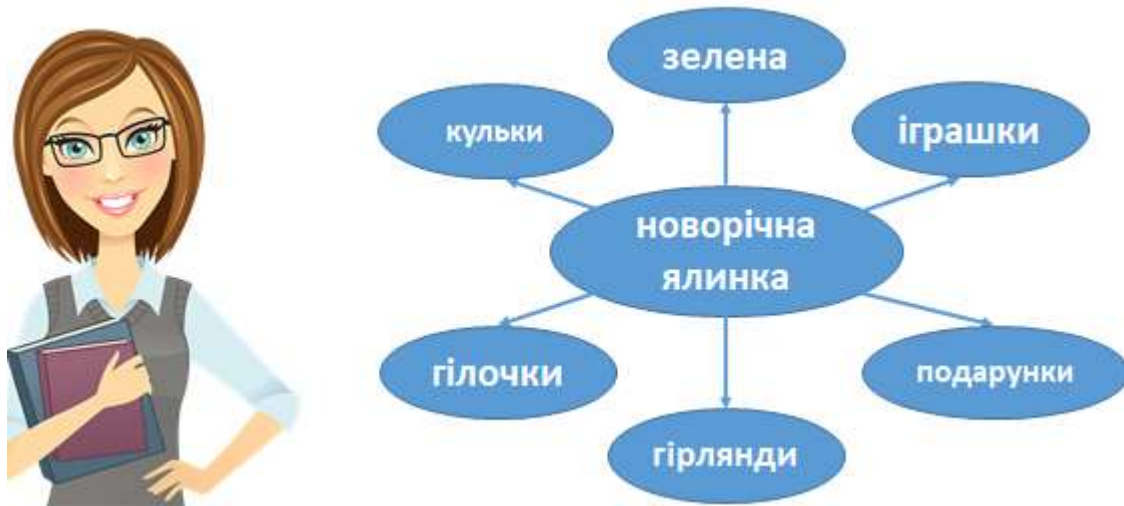 зелена
кульки
іграшки
новорічна
ялинка
гілочки
подарунки
гірлянди